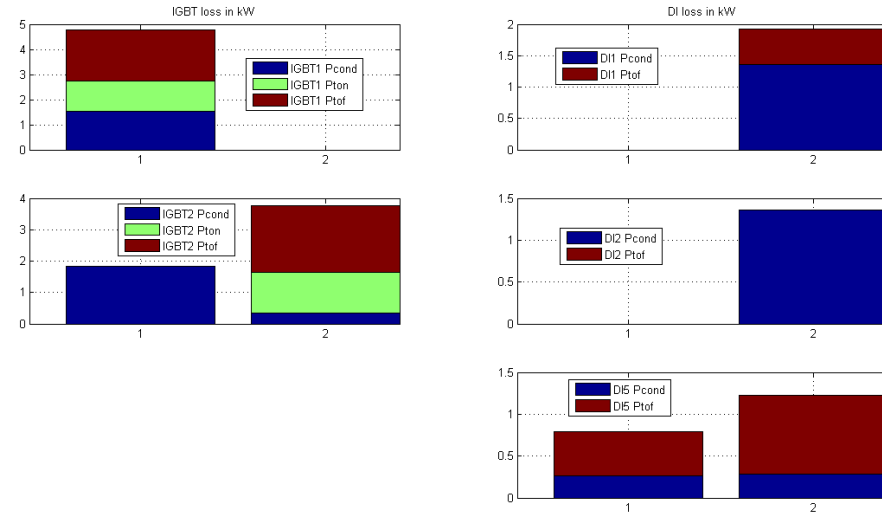 IGBT loss in kW
5
4
3
2
1
0
IGBT1 Pcond
IGBT1 Pton
IGBT1 Ptof
1
2
DI loss in kW
2
1.5
1
0.5
0
DI1 Pcond
DI1 Ptof
1
2
4
3
2
1
0
IGBT2 Pcond
IGBT2 Pton
IGBT2 Ptof
1
2
1.5
1
0.5
0
DI2 Pcond
DI2 Ptof
1
2
1.5
1
0.5
0
DI5 Pcond
DI5 Ptof
1
2